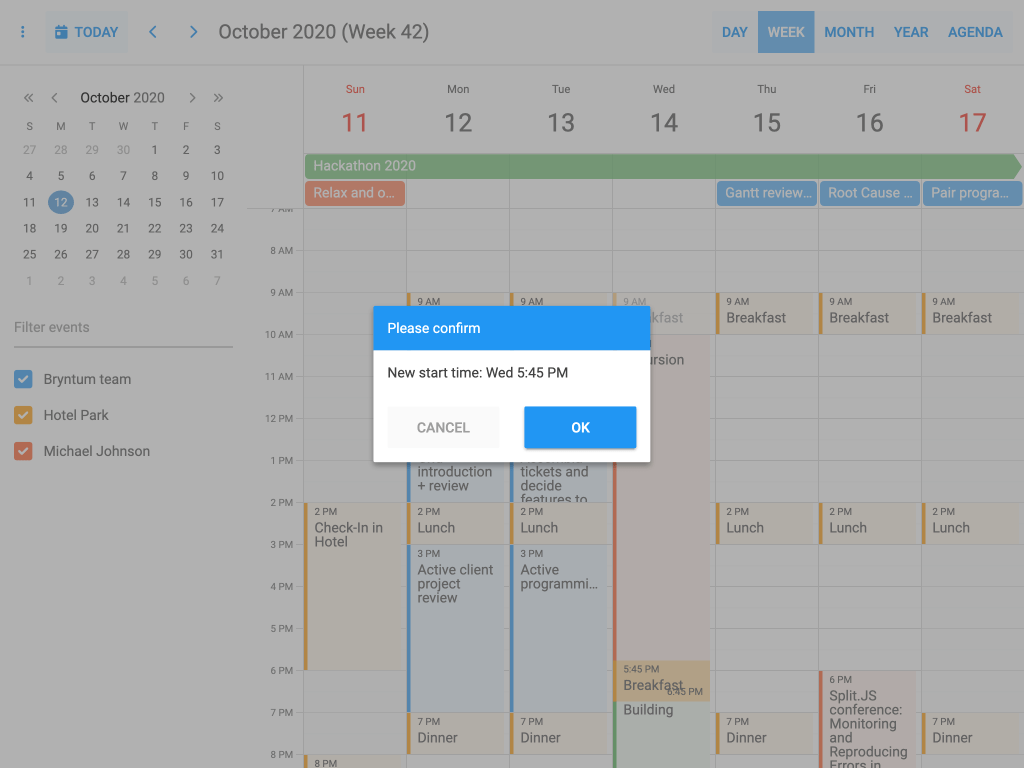 TODAY
October 2020 (Week 42)
DAY WEEK MONTH YEAR AGENDA
October 2020
S M T W T F S
27 28 29 30 1 2 3
4 5 6 7 8 9 10
11 12 13 14 15 16 17
18 19 20 21 22 23 24
25 26 27 28 29 30 31
1 2 3 4 5 6 7
Filter events
Bryntum team
Hotel Park
Michael Johnson
Sun Mon Tue Wed Thu Fri Sat
11 12 13 14 15 16 17
Hackathon 2020
Relax and o…
Gantt review…
Root Cause …
Pair progra…
7 AM
8 AM
9 AM
10 AM
11 AM
12 PM
1 PM
2 PM
3 PM
4 PM
5 PM
6 PM
7 PM
8 PM
2 PM
Check-In in
Hotel
8 PM
9 AM
introduction
+ review
2 PM
Lunch
3 PM
Active client
project
review
7 PM
Dinner
9 AM
tickets and
decide
features to
2 PM
Lunch
3 PM
Active
programmi…
7 PM
Dinner
9 AM
5:45 PM
Breakfast
6:45 PM
Building
9 AM
Breakfast
2 PM
Lunch
7 PM
Dinner
9 AM
Breakfast
2 PM
Lunch
6 PM
Split.JS
conference:
Monitoring
and
Reproducing
Errors in
9 AM
Breakfast
2 PM
Lunch
7 PM
Dinner
Please confirm
New start time: Wed 5:45 PM
CANCEL OK